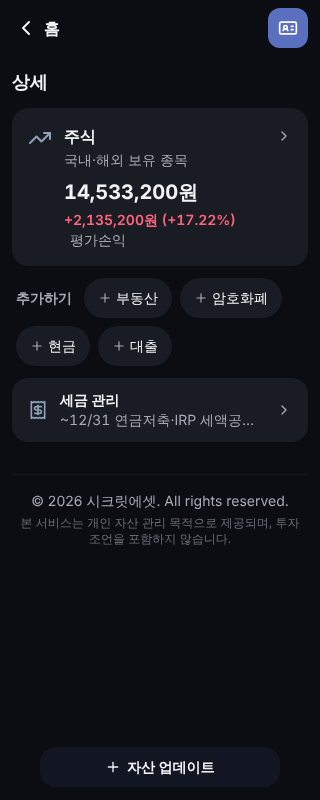 홈
상세
주식
국내·해외 보유 종목
14,533,200원
+2,135,200원 (+17.22%)
평가손익
추가하기
부동산
암호화폐
현금
대출
세금 관리
~12/31 연금저축·IRP 세액공...
© 2026 시크릿에셋. All rights reserved.
본 서비스는 개인 자산 관리 목적으로 제공되며, 투자
조언을 포함하지 않습니다.
자산 업데이트